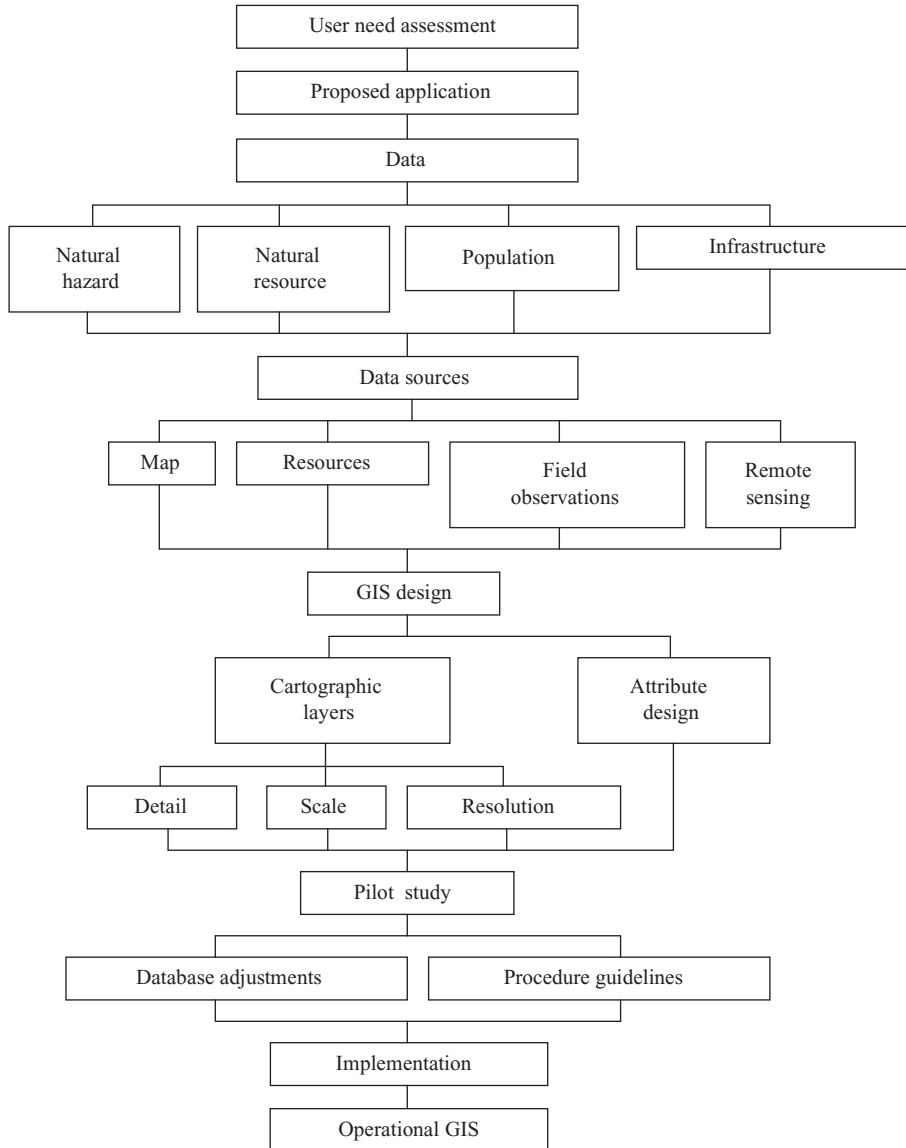 User need assessment
Proposed application
Data
Natural
hazard
Natural
resource
Population
Infrastructure
Data sources
Map
Resources
Field
observations
Remote
sensing
GIS design
Cartographic
layers
Attribute
design
Detail
Scale
Resolution
Pilot study
Database adjustments
Procedure guidelines
Implementation
Operational GIS